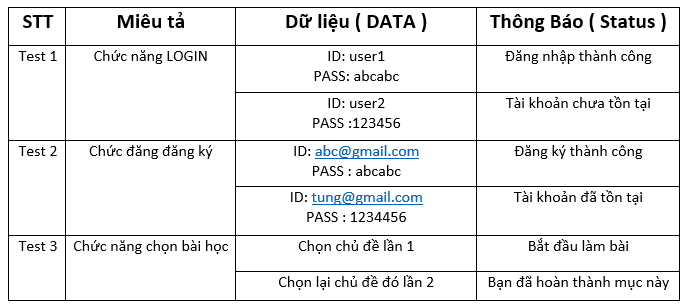 STT Miêu tả Dữ liệu ( DATA ) Thông Báo ( Status )
Test 1 Chức năng LOGIN ID: user1 Đăng nhập thành công
PASS: abcabc
ID: user2 Tài khoản chưa tồn tại
PASS :123456
Test 2 Chức đăng đăng ký ID: abc@gmail.com Đăng ký thành công
PASS : abcabc
ID: tung@gmail.com Tài khoản đã tồn tại
PASS : 1234456
Test 3 Chức năng chọn bài học Chọn chủ đề lần 1 Bắt đầu làm bài
Chọn lại chủ đề đó lần 2 Bạn đã hoàn thành mục này